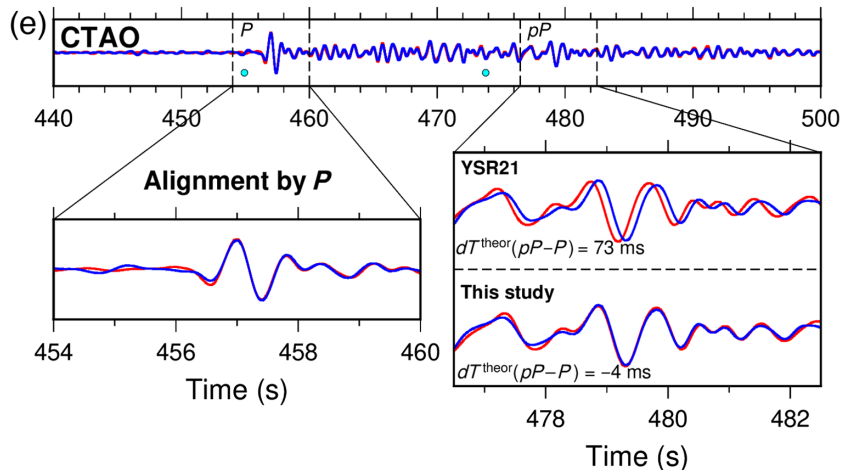 (e)
CTAO
P
pP
440 450 460 470 480 490 500
Alignment by P
454 456 458 460
Time (s)
YSR21
dT^theor(pP−P) = 73 ms
This study
dT^theor(pP−P) = −4 ms
478 480 482
Time (s)